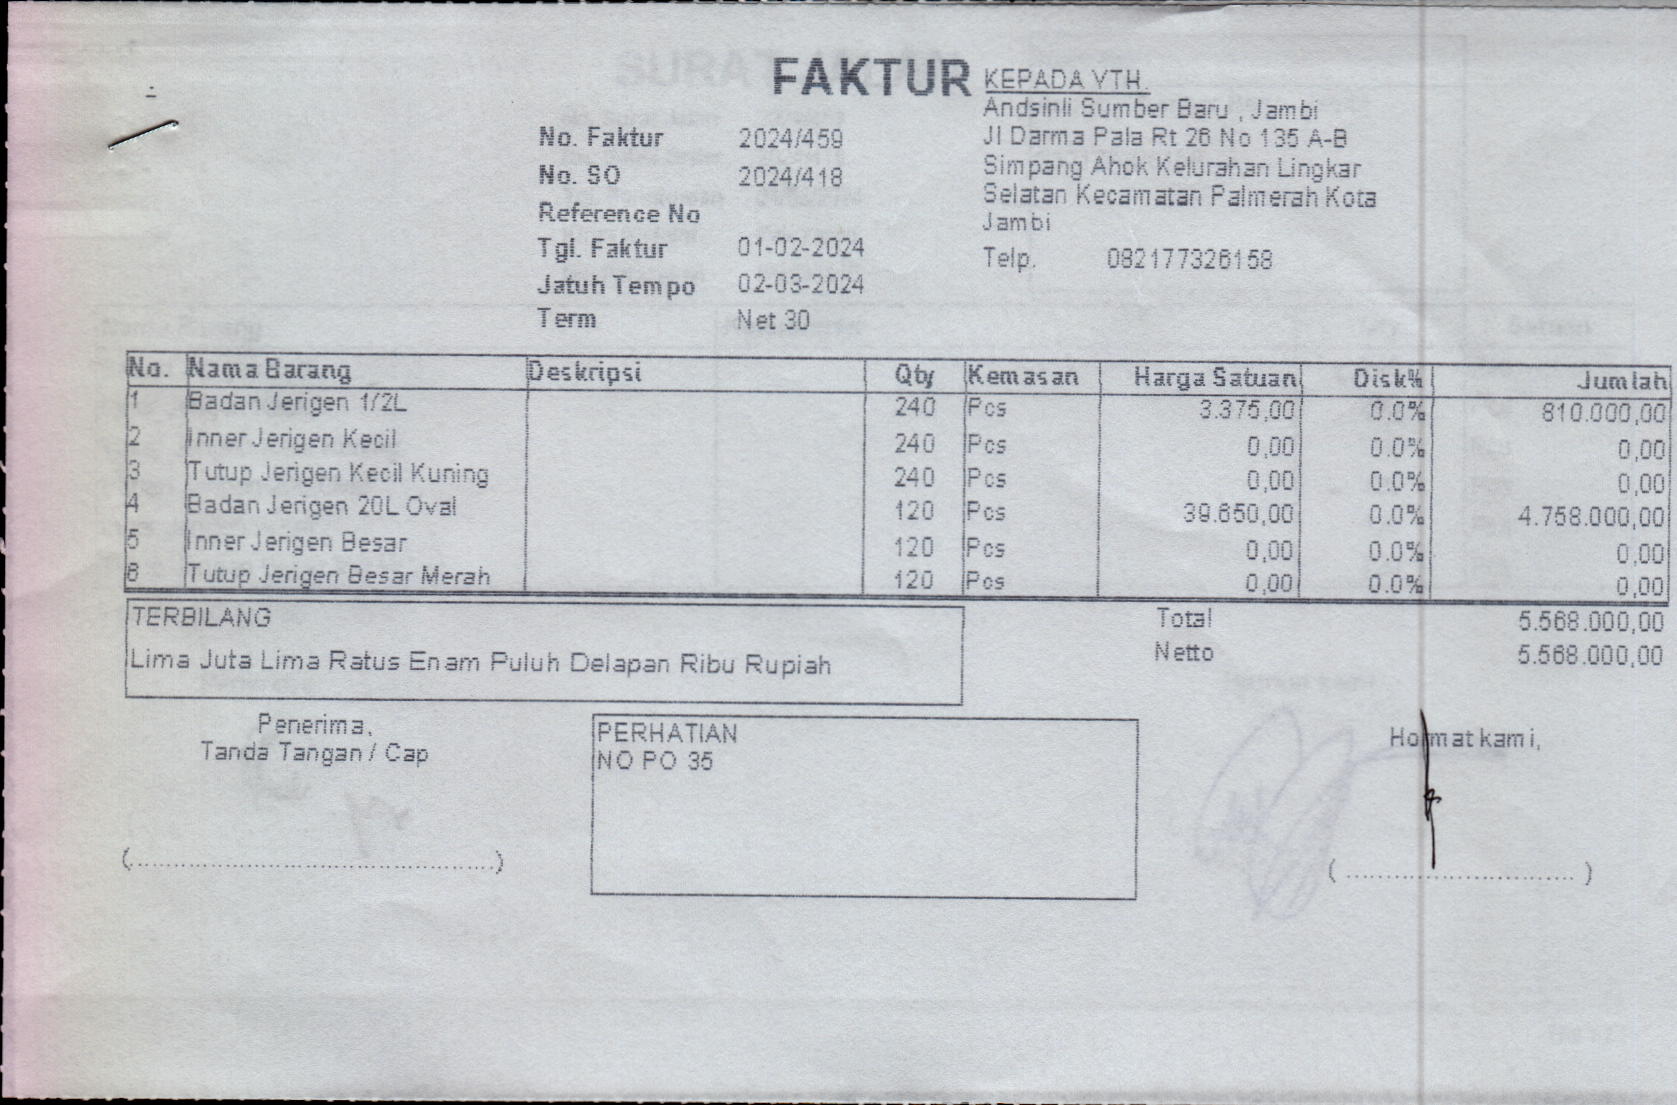 FAKTUR
No. Faktur 2024/459
No. SO 2024/418
Reference No
Tgl. Faktur 01-02-2024
Jatuh Tempo 02-03-2024
Term Net 30
KEPADA YTH.
Andsinli Sumber Baru , Jambi
Jl Darma Pala Rt 26 No 135 A-B
Simpang Ahok Kelurahan Lingkar
Selatan Kecamatan Palmerah Kota
Jambi
Telp. 082177326158
No. Nama Barang Deskripsi Qty Kemasan Harga Satuan Disk% Jumlah
1 Badan Jerigen 1/2L 240 Pcs 3.375,00 0.0% 810.000,00
2 Inner Jerigen Kecil 240 Pcs 0,00 0.0% 0,00
3 Tutup Jerigen Kecil Kuning 240 Pcs 0,00 0.0% 0,00
4 Badan Jerigen 20L Oval 120 Pcs 39.650,00 0.0% 4.758.000,00
5 Inner Jerigen Besar 120 Pcs 0,00 0.0% 0,00
6 Tutup Jerigen Besar Merah 120 Pcs 0,00 0.0% 0,00
TERBILANG
Lima Juta Lima Ratus Enam Puluh Delapan Ribu Rupiah
Total 5.568.000,00
Netto 5.568.000,00
Penerima,
Tanda Tangan / Cap
(................................................)
PERHATIAN
NO PO 35
Hormat kami,
( .............................. )